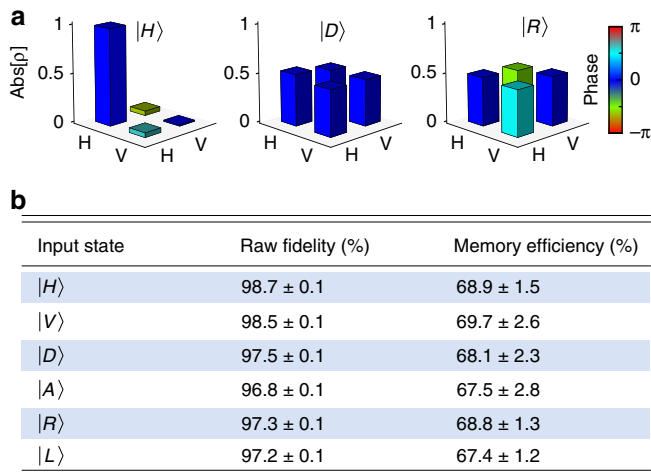 a
|H⟩ |D⟩ |R⟩
Abs[ρ]
1 0.5 0
H V H V
1 0.5 0
H V H V
1 0.5 0
H V H V
Phase
π
0
−π
b
Input state Raw fidelity (%) Memory efficiency (%)
|H⟩ 98.7 ± 0.1 68.9 ± 1.5
|V⟩ 98.5 ± 0.1 69.7 ± 2.6
|D⟩ 97.5 ± 0.1 68.1 ± 2.3
|A⟩ 96.8 ± 0.1 67.5 ± 2.8
|R⟩ 97.3 ± 0.1 68.8 ± 1.3
|L⟩ 97.2 ± 0.1 67.4 ± 1.2